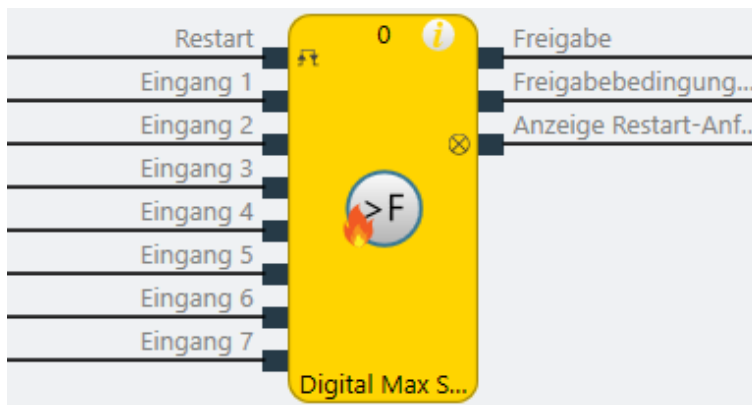 Restart
Eingang 1
Eingang 2
Eingang 3
Eingang 4
Eingang 5
Eingang 6
Eingang 7
0
i
>F
Digital Max S...
Freigabe
Freigabebedingung...
Anzeige Restart-Anf...